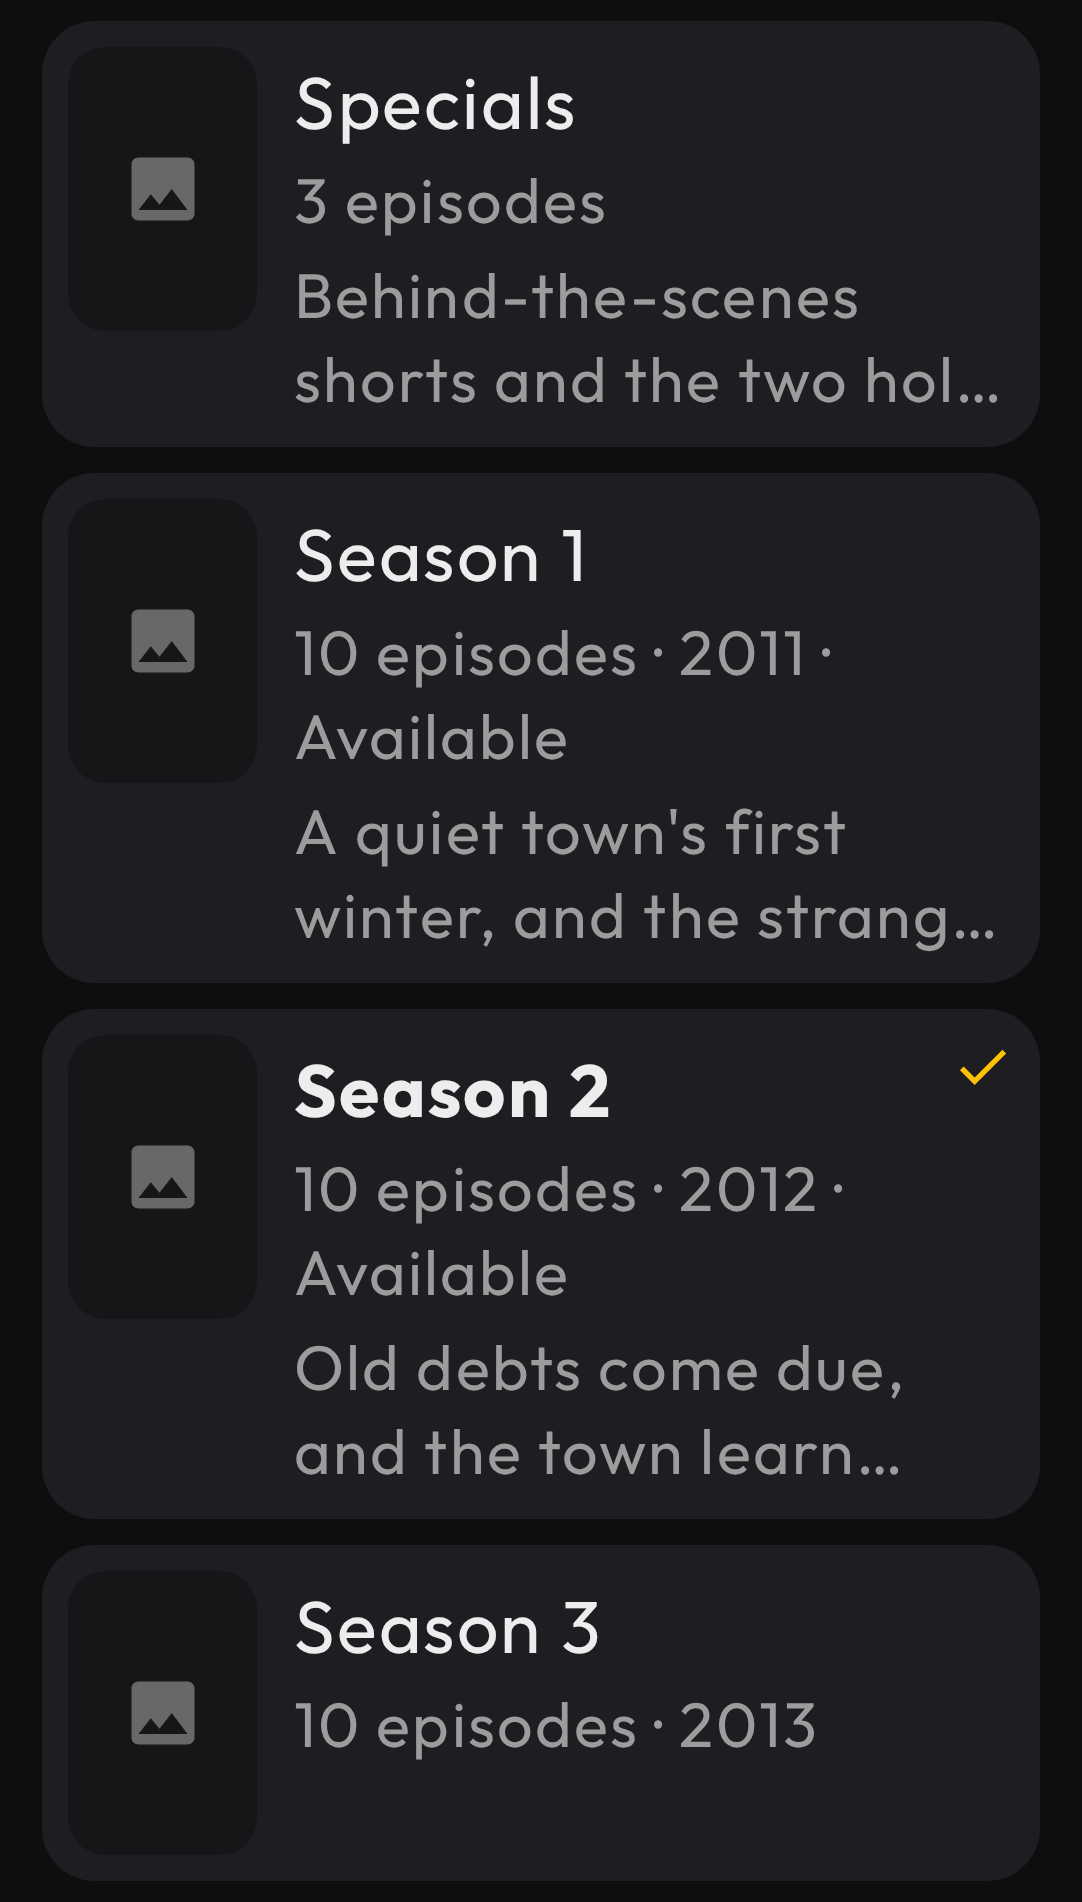 Specials
3 episodes
Behind-the-scenes
shorts and the two hol…
Season 1
10 episodes · 2011 ·
Available
A quiet town's first
winter, and the strang…
Season 2
10 episodes · 2012 ·
Available
Old debts come due,
and the town learn…
Season 3
10 episodes · 2013